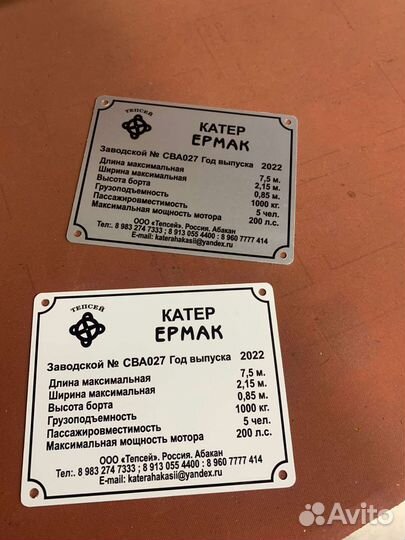 ТЕПСЕЙ
КАТЕР
ЕРМАК
Заводской № СВА027 Год выпуска 2022
Длина максимальная 7,5 м.
Ширина максимальная 2,15 м.
Высота борта 0,85 м.
Грузоподъемность 1000 кг.
Пассажировместимость 5 чел.
Максимальная мощность мотора 200 л.с.
ООО «Тепсей». Россия. Абакан
Тел:. 8 983 274 7333 ; 8 913 055 4400 ; 8 960 7777 414
E-mail: katerahakasii@yandex.ru
ТЕПСЕЙ
КАТЕР
ЕРМАК
Заводской № СВА027 Год выпуска 2022
Длина максимальная 7,5 м.
Ширина максимальная 2,15 м.
Высота борта 0,85 м.
Грузоподъемность 1000 кг.
Пассажировместимость 5 чел.
Максимальная мощность мотора 200 л.с.
ООО «Тепсей». Россия. Абакан
Тел:. 8 983 274 7333 ; 8 913 055 4400 ; 8 960 7777 414
E-mail: katerahakasii@yandex.ru
Avito